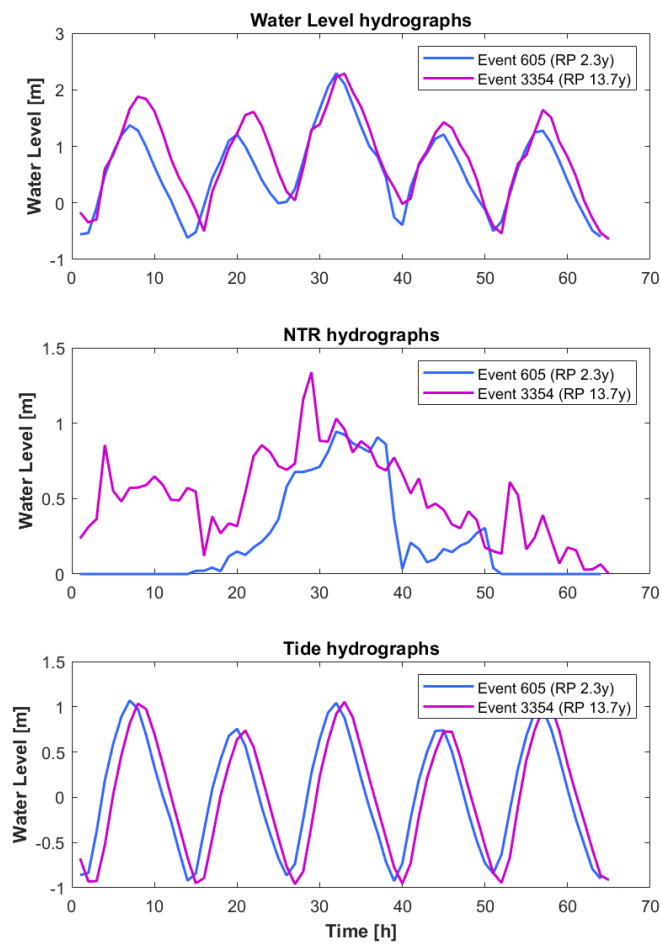 Water Level hydrographs
3
2
1
0
-1
Water Level [m]
Event 605 (RP 2.3y)
Event 3354 (RP 13.7y)
0 10 20 30 40 50 60 70
NTR hydrographs
1.5
1
0.5
0
Water Level [m]
Event 605 (RP 2.3y)
Event 3354 (RP 13.7y)
0 10 20 30 40 50 60 70
Tide hydrographs
1.5
1
0.5
0
-0.5
-1
Water Level [m]
Event 605 (RP 2.3y)
Event 3354 (RP 13.7y)
0 10 20 30 40 50 60 70
Time [h]